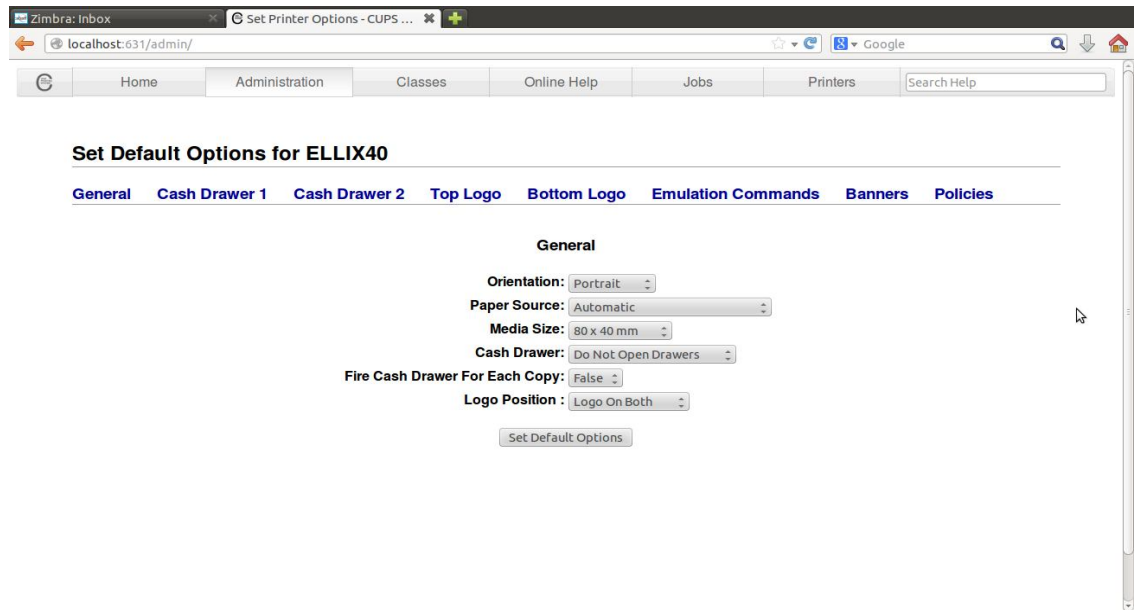 Zimbra: Inbox
Set Printer Options - CUPS ...
localhost:631/admin/
Google
Home
Administration
Classes
Online Help
Jobs
Printers
Search Help
Set Default Options for ELLIX40
General Cash Drawer 1 Cash Drawer 2 Top Logo Bottom Logo Emulation Commands Banners Policies
General
Orientation: Portrait
Paper Source: Automatic
Media Size: 80 x 40 mm
Cash Drawer: Do Not Open Drawers
Fire Cash Drawer For Each Copy: False
Logo Position : Logo On Both
Set Default Options